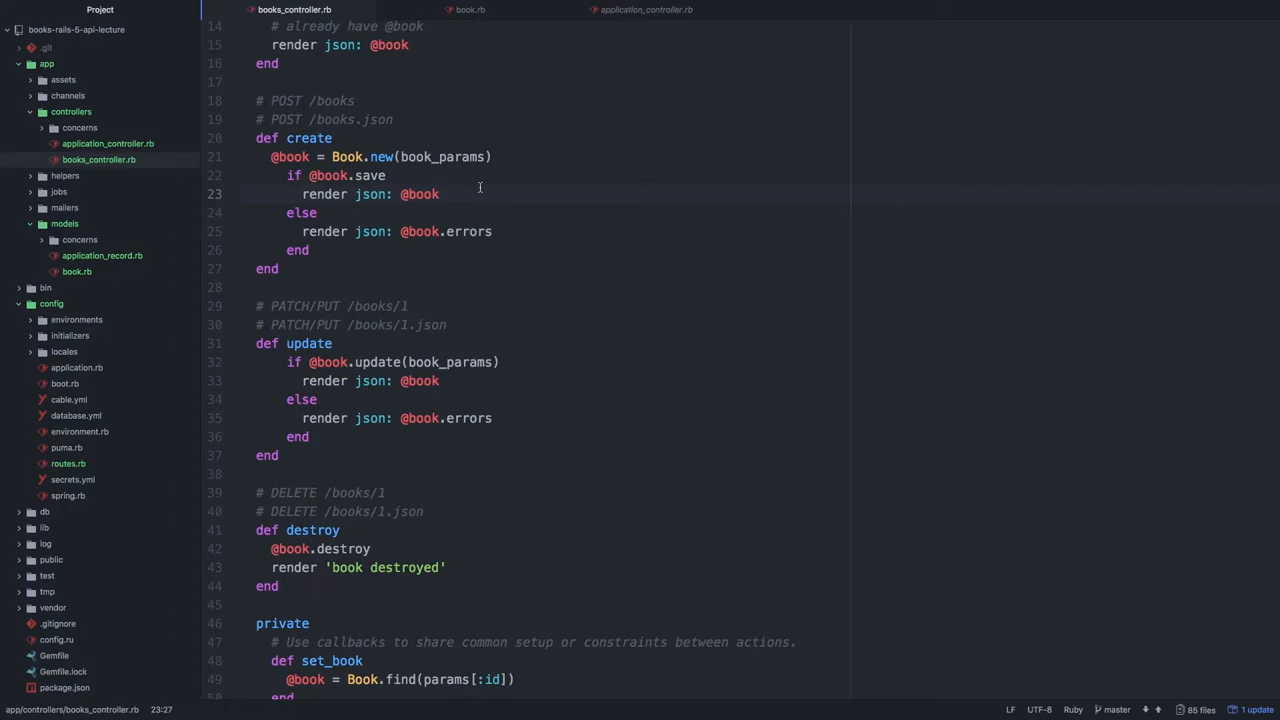 Project
books-rails-5-api-lecture
.git
app
assets
channels
controllers
concerns
application_controller.rb
books_controller.rb
helpers
jobs
mailers
models
concerns
application_record.rb
book.rb
bin
config
environments
initializers
locales
application.rb
boot.rb
cable.yml
database.yml
environment.rb
puma.rb
routes.rb
secrets.yml
spring.rb
db
lib
log
public
test
tmp
vendor
.gitignore
config.ru
Gemfile
Gemfile.lock
package.json
books_controller.rb book.rb application_controller.rb
14 # already have @book
15 render json: @book
16 end
17
18 # POST /books
19 # POST /books.json
20 def create
21 @book = Book.new(book_params)
22 if @book.save
23 render json: @book
24 else
25 render json: @book.errors
26 end
27 end
28
29 # PATCH/PUT /books/1
30 # PATCH/PUT /books/1.json
31 def update
32 if @book.update(book_params)
33 render json: @book
34 else
35 render json: @book.errors
36 end
37 end
38
39 # DELETE /books/1
40 # DELETE /books/1.json
41 def destroy
42 @book.destroy
43 render 'book destroyed'
44 end
45
46 private
47 # Use callbacks to share common setup or constraints between actions.
48 def set_book
49 @book = Book.find(params[:id])
50 end
app/controllers/books_controller.rb 23:27 LF UTF-8 Ruby master 85 files 1 update